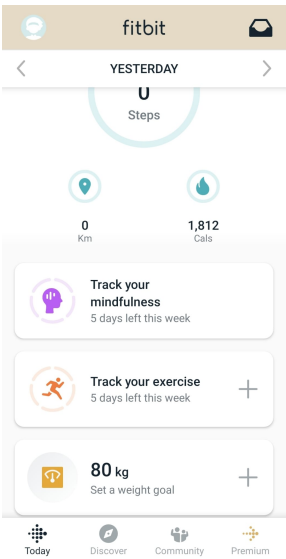 fitbit
YESTERDAY
0
Steps
0
Km
1,812
Cals
Track your
mindfulness
5 days left this week
Track your exercise
5 days left this week
80 kg
Set a weight goal
Today
Discover
Community
Premium